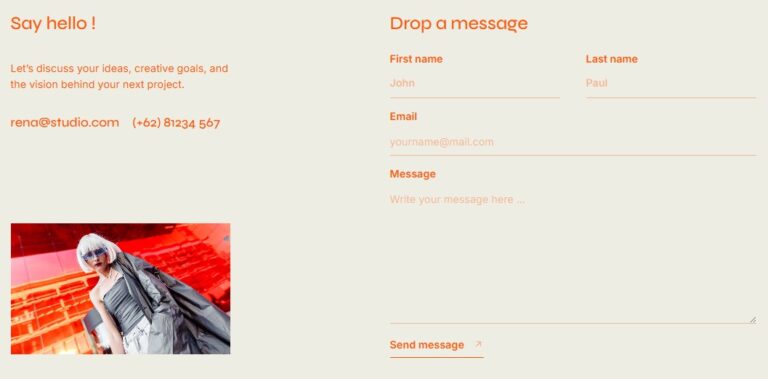 Say hello !
Let's discuss your ideas, creative goals, and
the vision behind your next project.
rena@studio.com (+62) 81234 567
Drop a message
First name
Last name
John
Paul
Email
yourname@mail.com
Message
Write your message here ...
Send message